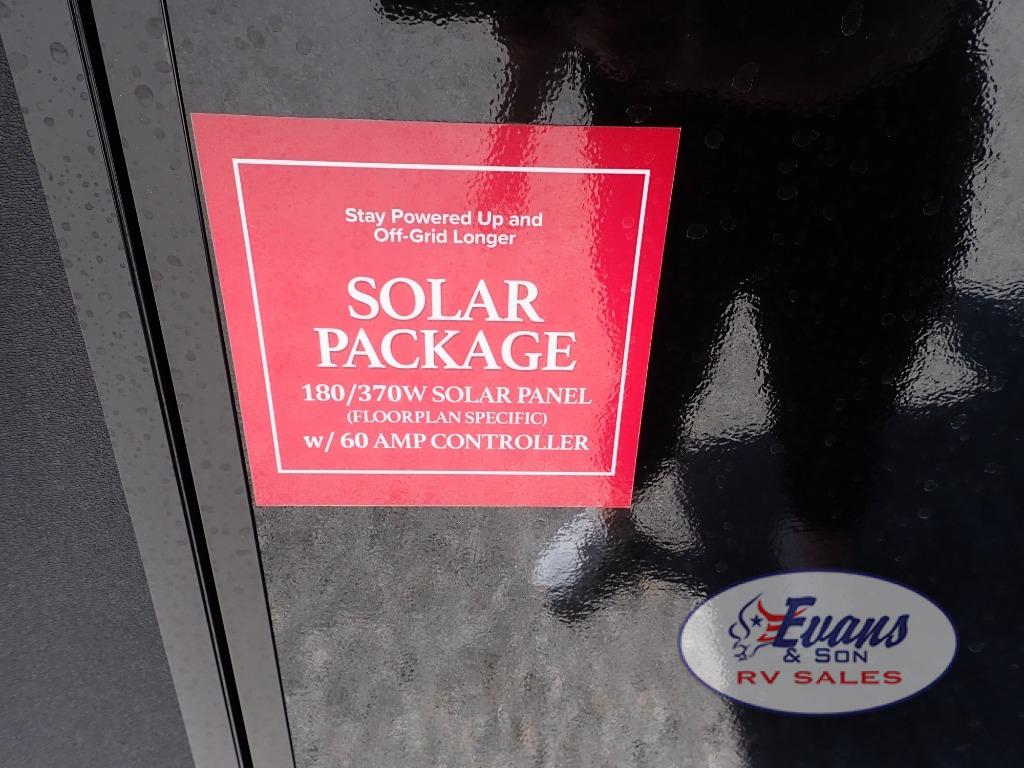 Stay Powered Up and
Off-Grid Longer
SOLAR
PACKAGE
180/370W SOLAR PANEL
(FLOORPLAN SPECIFIC)
w/ 60 AMP CONTROLLER
Evans
& SON
RV SALES